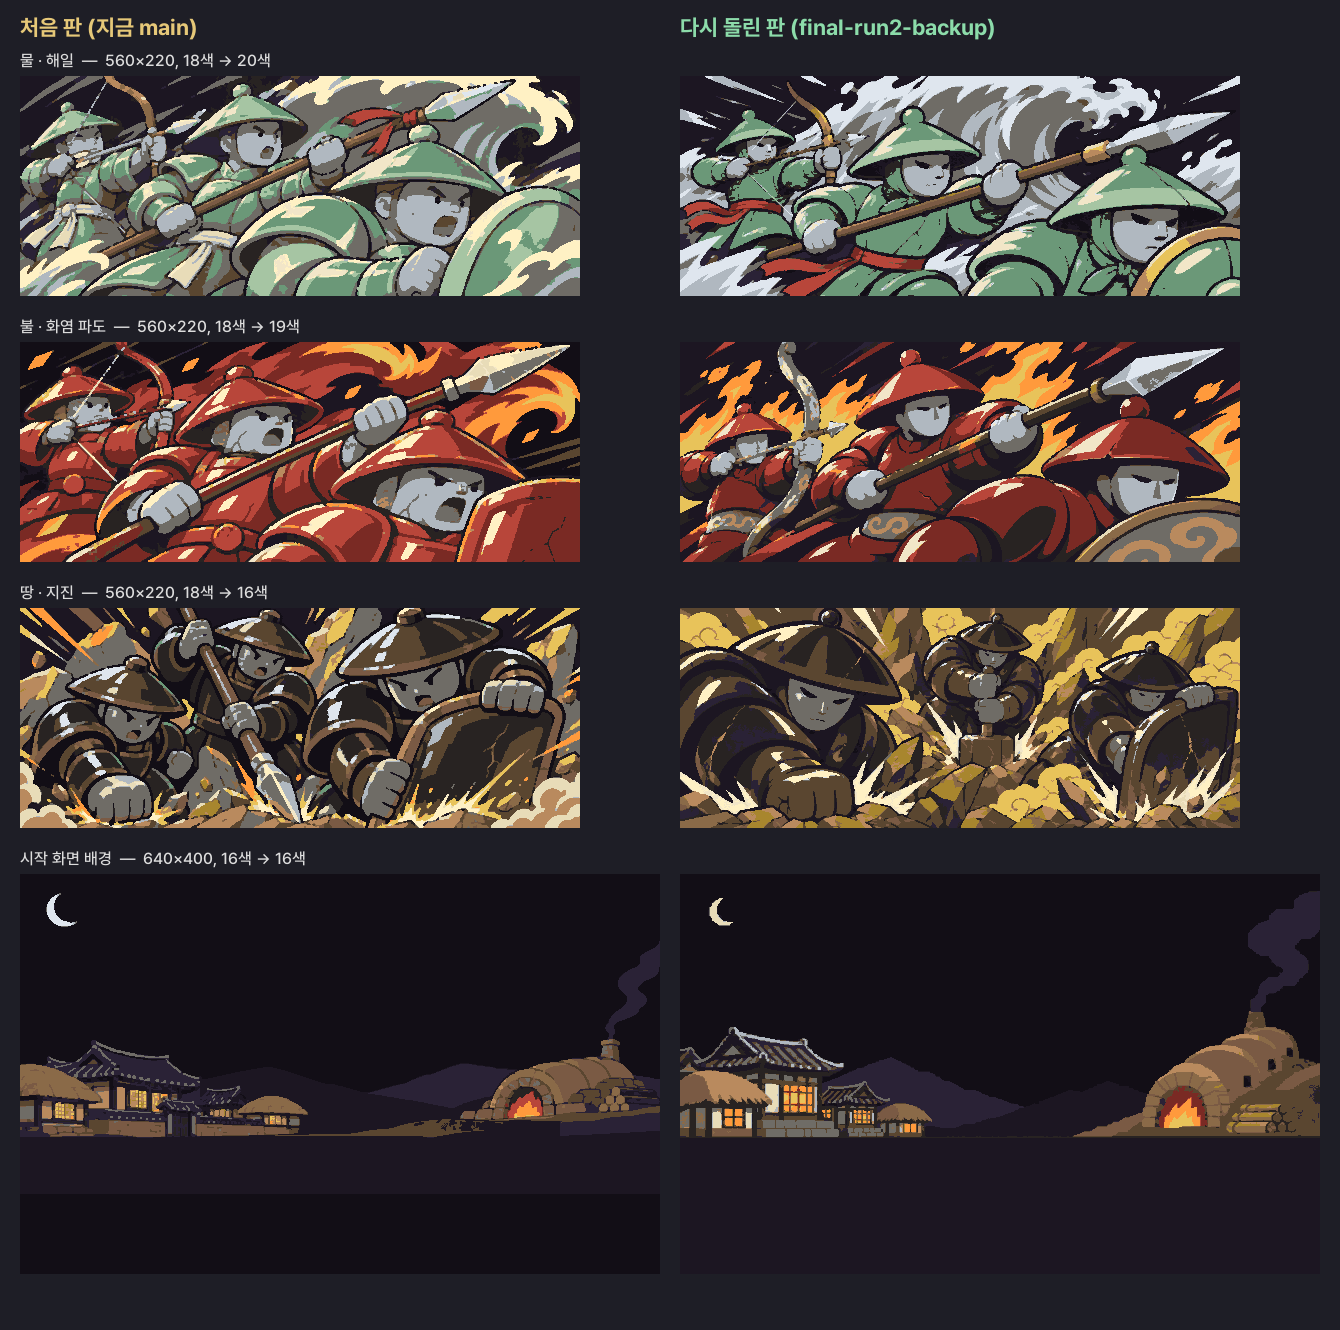 처음 판 (지금 main)
다시 돌린 판 (final-run2-backup)
물 · 해일 — 560×220, 18색 → 20색
불 · 화염 파도 — 560×220, 18색 → 19색
땅 · 지진 — 560×220, 18색 → 16색
시작 화면 배경 — 640×400, 16색 → 16색